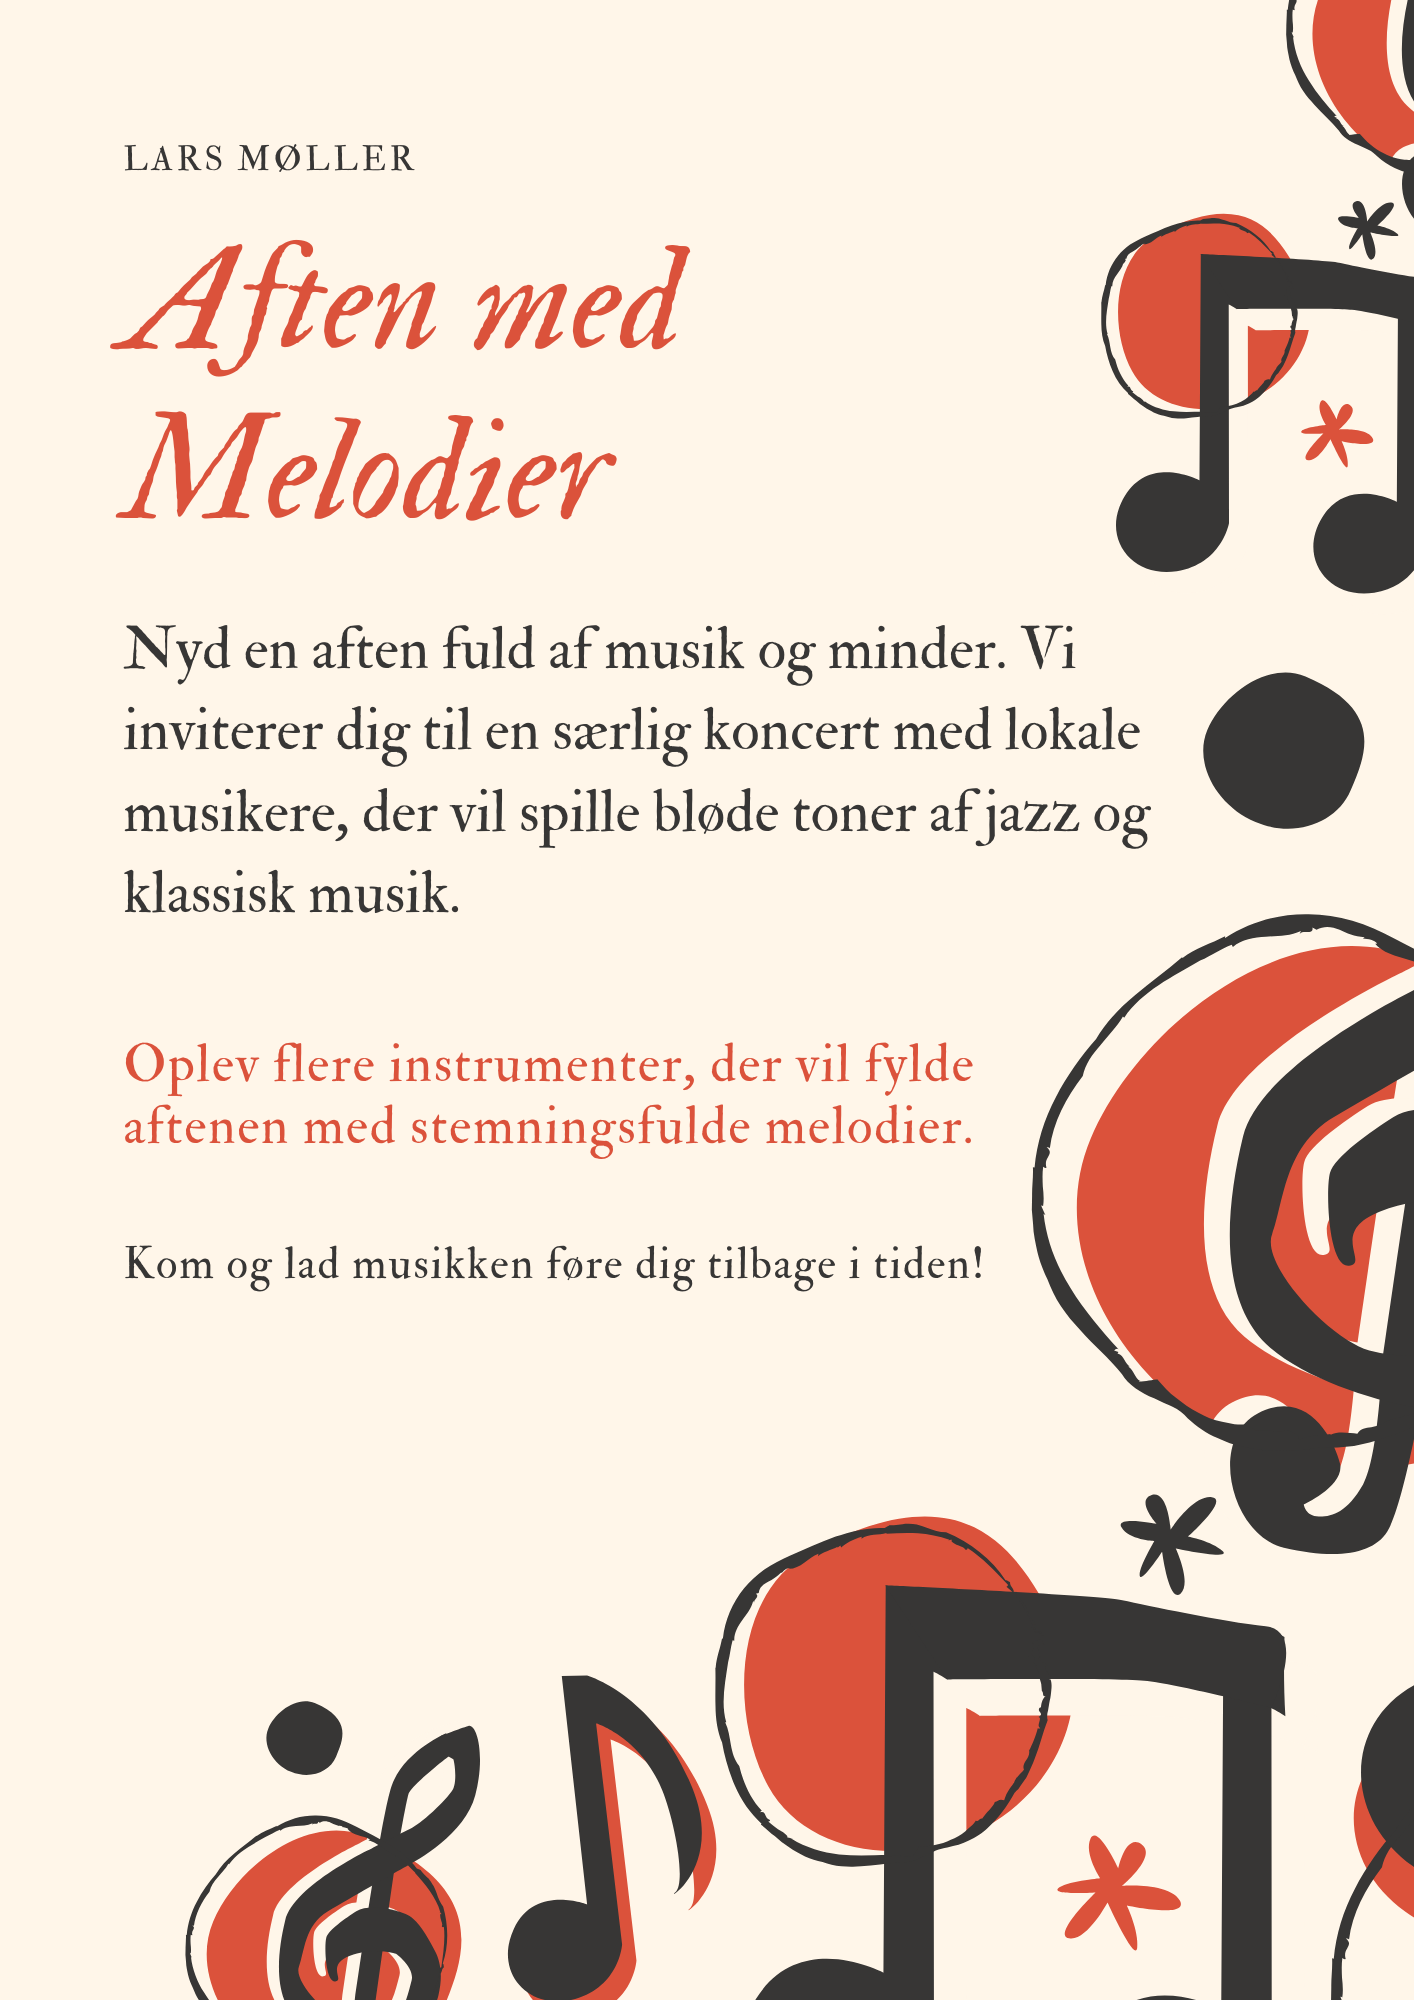 LARS MØLLER
Aften med
Melodier
Nyd en aften fuld af musik og minder. Vi
inviterer dig til en særlig koncert med lokale
musikere, der vil spille bløde toner af jazz og
klassisk musik.
Oplev flere instrumenter, der vil fylde
aftenen med stemningsfulde melodier.
Kom og lad musikken føre dig tilbage i tiden!